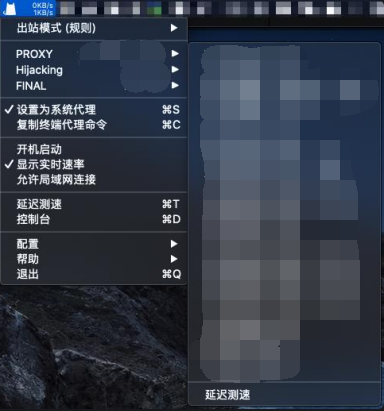 0KB/s
1KB/s
出站模式 (规则) ▶
PROXY ▶
Hijacking ▶
FINAL ▶
✓ 设置为系统代理 ⌘S
复制终端代理命令 ⌘C
开机启动
✓ 显示实时速率
允许局域网连接
延迟测速 ⌘T
控制台 ⌘D
配置 ▶
帮助 ▶
退出 ⌘Q
延迟测速